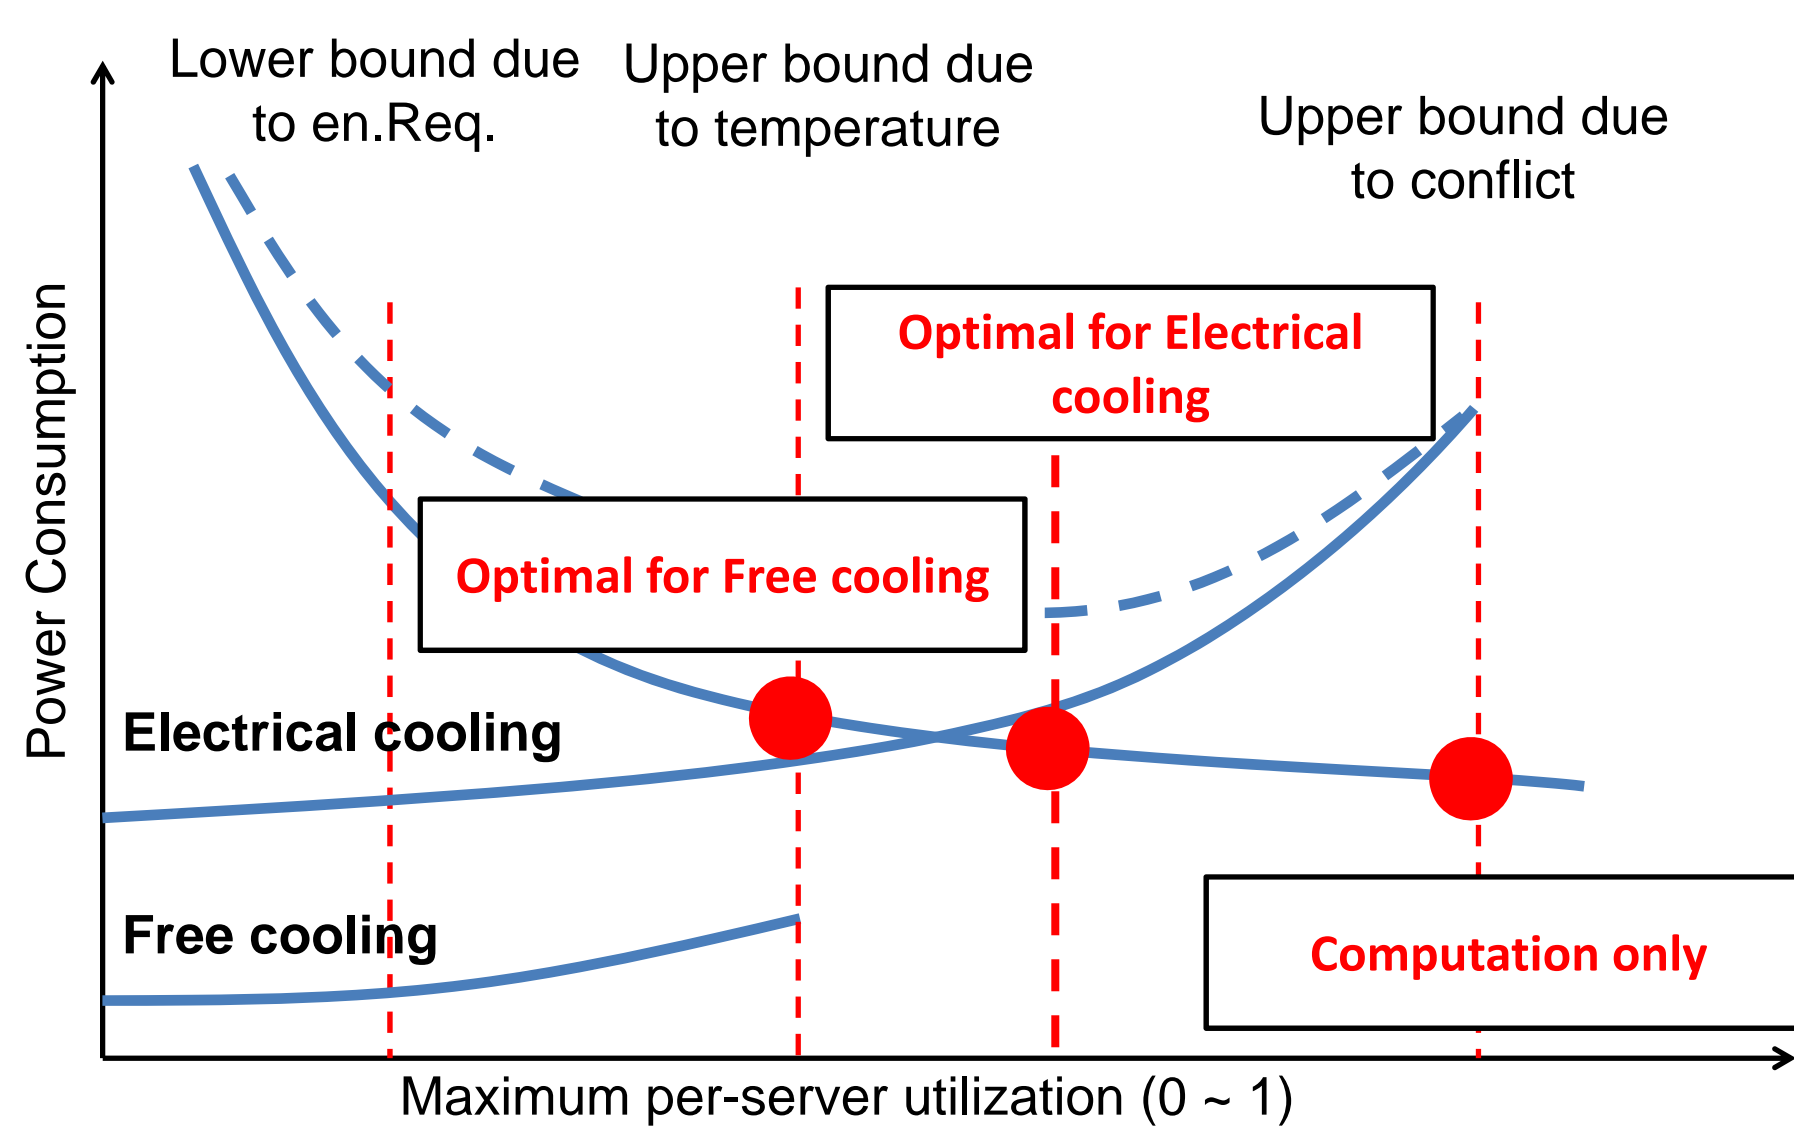 Lower bound due
to en.Req.
Upper bound due
to temperature
Upper bound due
to conflict
Optimal for Electrical
cooling
Optimal for Free cooling
Power Consumption
Electrical cooling
Free cooling
Computation only
Maximum per-server utilization (0 ~ 1)